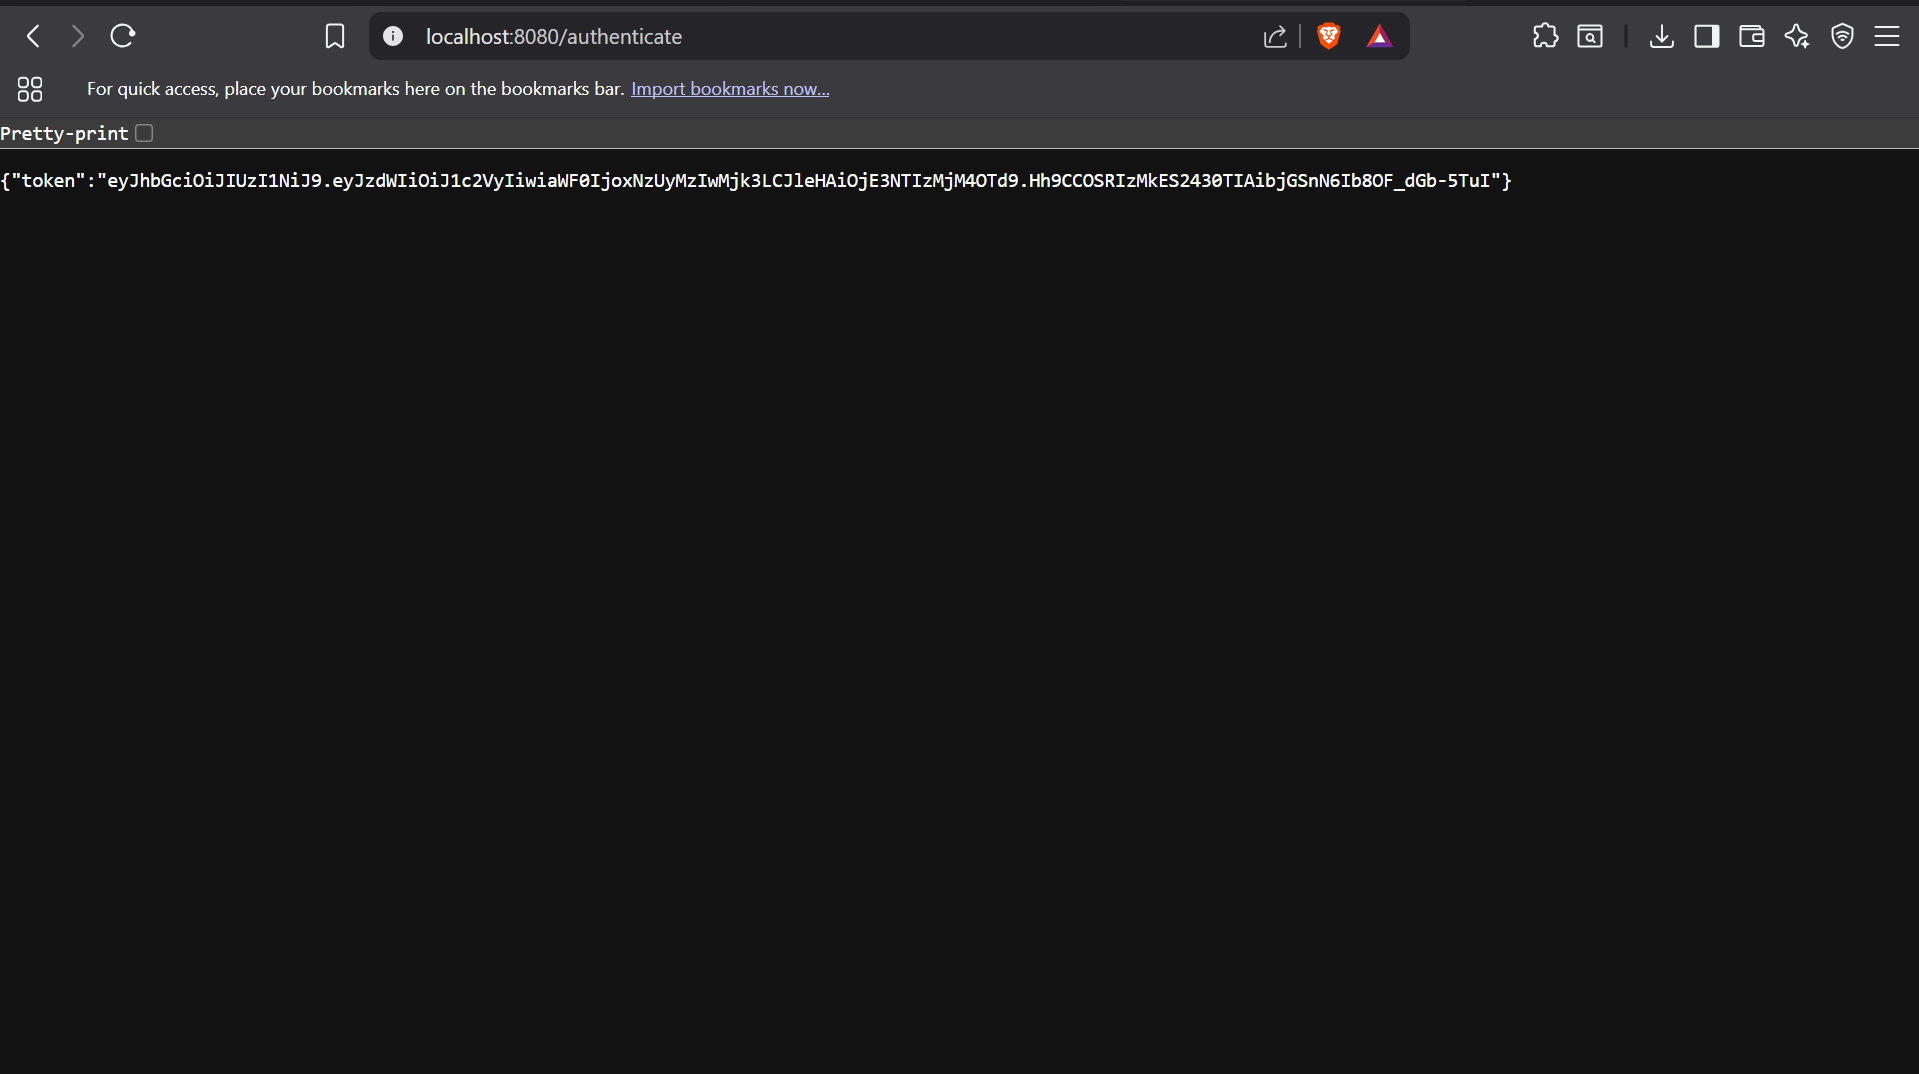 localhost:8080/authenticate
For quick access, place your bookmarks here on the bookmarks bar. Import bookmarks now...
Pretty-print
{"token":"eyJhbGciOiJIUzI1NiJ9.eyJzdWIiOiJ1c2VyIiwiaWF0IjoxNzUyMzIwMjk3LCJleHAiOjE3NTIzMjM4OTd9.Hh9CCOSRIzMkES2430TIAibjGSnN6Ib8OF_dGb-5TuI"}